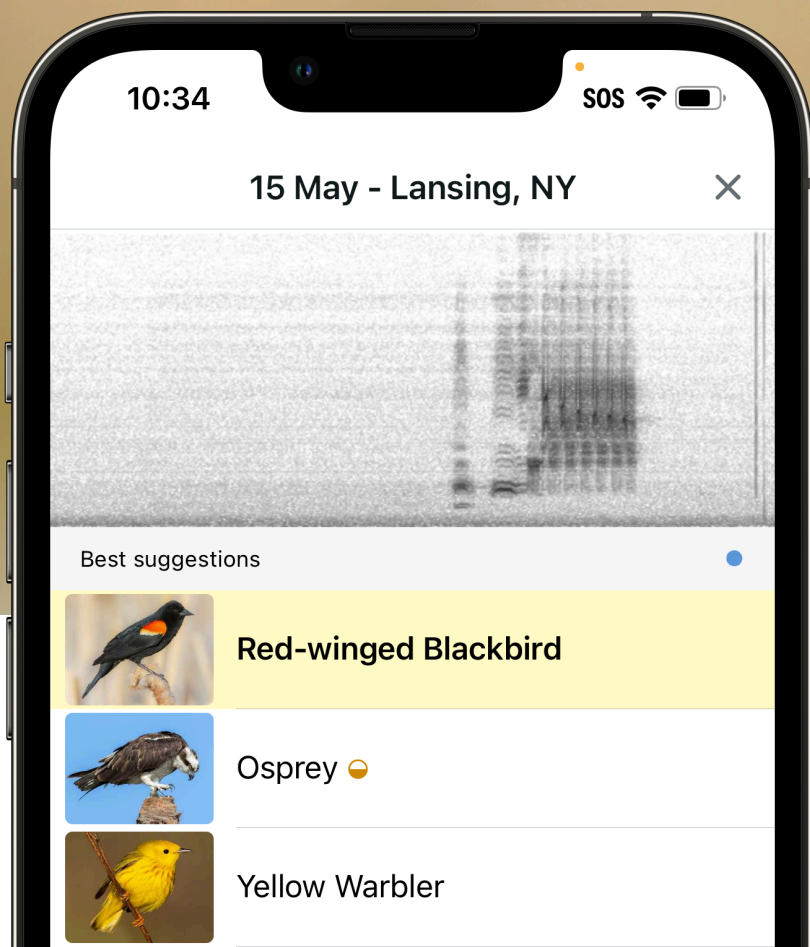 10:34
SOS
15 May - Lansing, NY
Best suggestions
Red-winged Blackbird
Osprey
Yellow Warbler